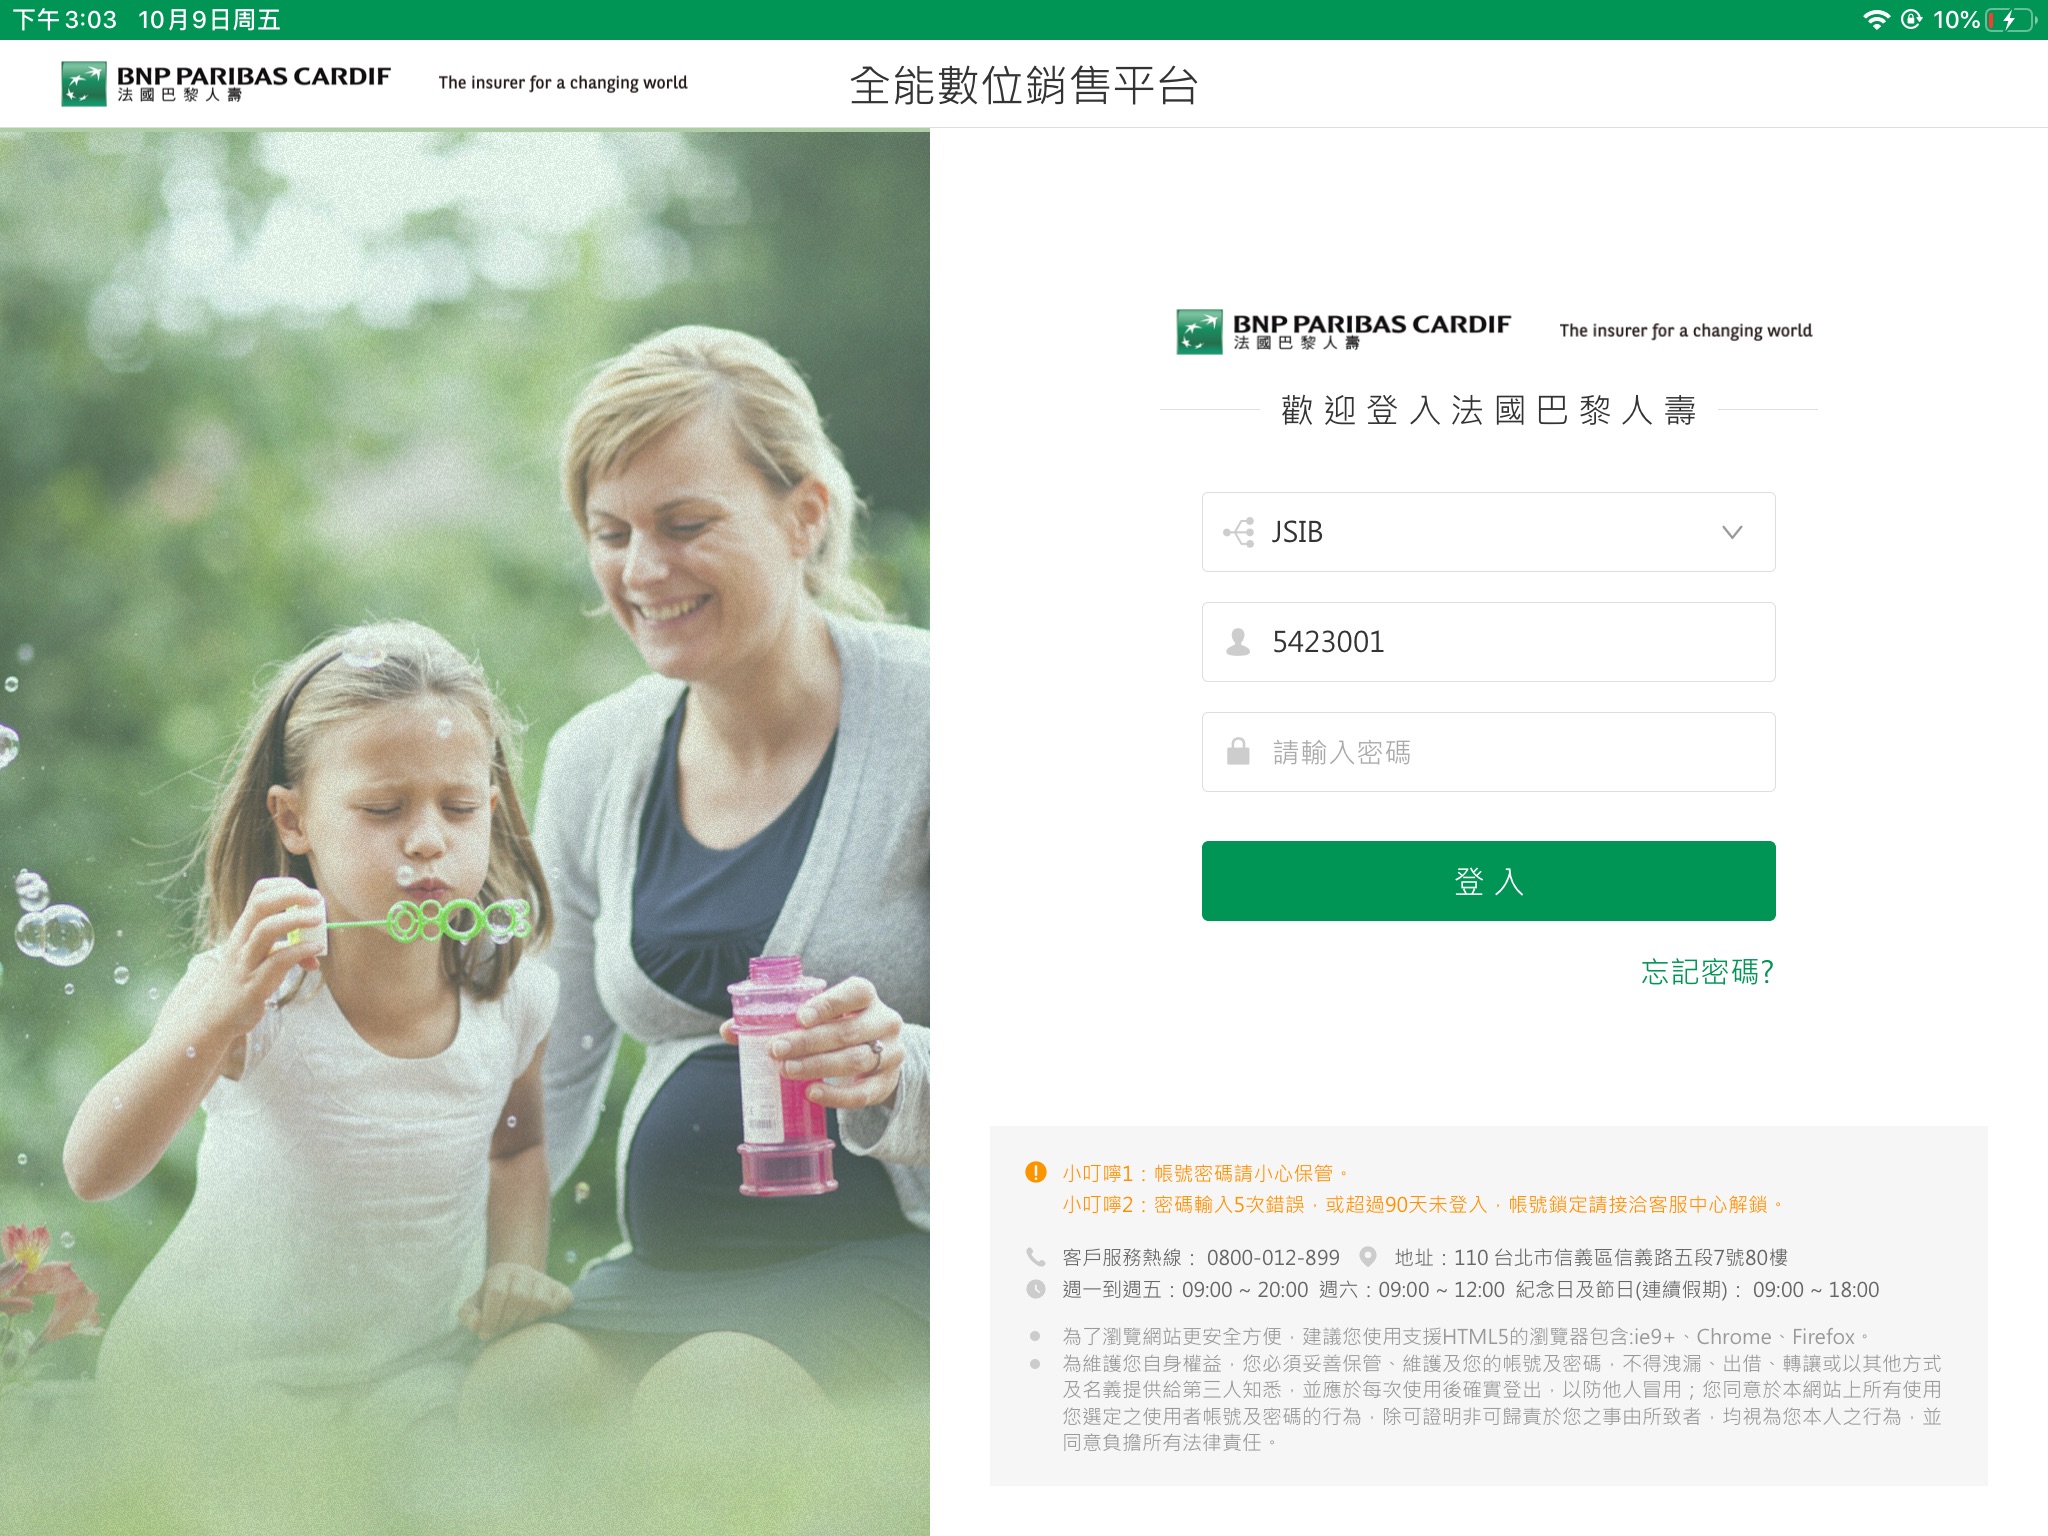 下午3:03 10月9日周五
10%
BNP PARIBAS CARDIF
法國巴黎人壽
The insurer for a changing world
全能數位銷售平台
BNP PARIBAS CARDIF
法國巴黎人壽
The insurer for a changing world
歡迎登入法國巴黎人壽
JSIB
5423001
請輸入密碼
登入
忘記密碼?
小叮嚀1：帳號密碼請小心保管。
小叮嚀2：密碼輸入5次錯誤，或超過90天未登入，帳號鎖定請接洽客服中心解鎖。
客戶服務熱線： 0800-012-899 地址：110 台北市信義區信義路五段7號80樓
週一到週五：09:00 ~ 20:00 週六：09:00 ~ 12:00 紀念日及節日(連續假期)： 09:00 ~ 18:00
為了瀏覽網站更安全方便，建議您使用支援HTML5的瀏覽器包含:ie9+、Chrome、Firefox。
為維護您自身權益，您必須妥善保管、維護及您的帳號及密碼，不得洩漏、出借、轉讓或以其他方式
及名義提供給第三人知悉，並應於每次使用後確實登出，以防他人冒用；您同意於本網站上所有使用
您選定之使用者帳號及密碼的行為，除可證明非可歸責於您之事由所致者，均視為您本人之行為，並
同意負擔所有法律責任。